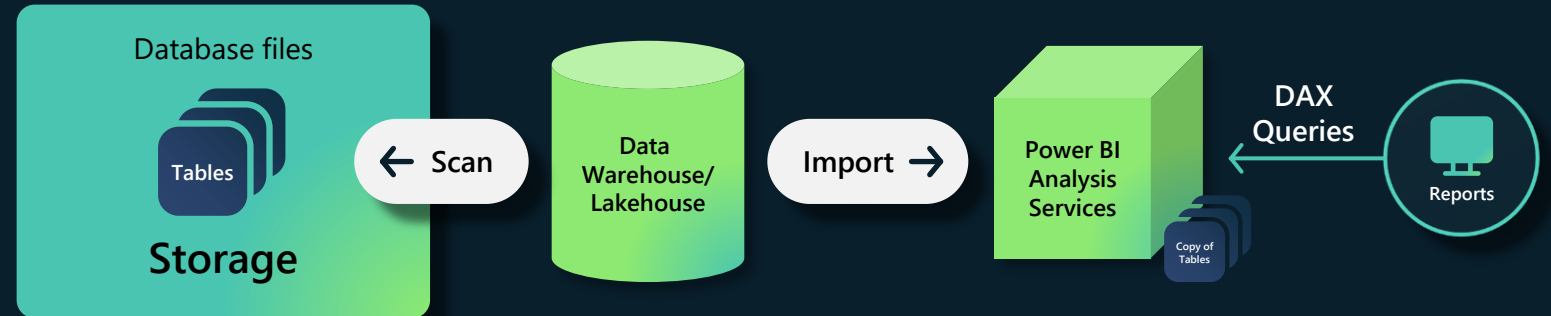 Database files
Tables
Storage
Scan
Data
Warehouse/
Lakehouse
Import
Power BI
Analysis
Services
Copy of
Tables
DAX
Queries
Reports